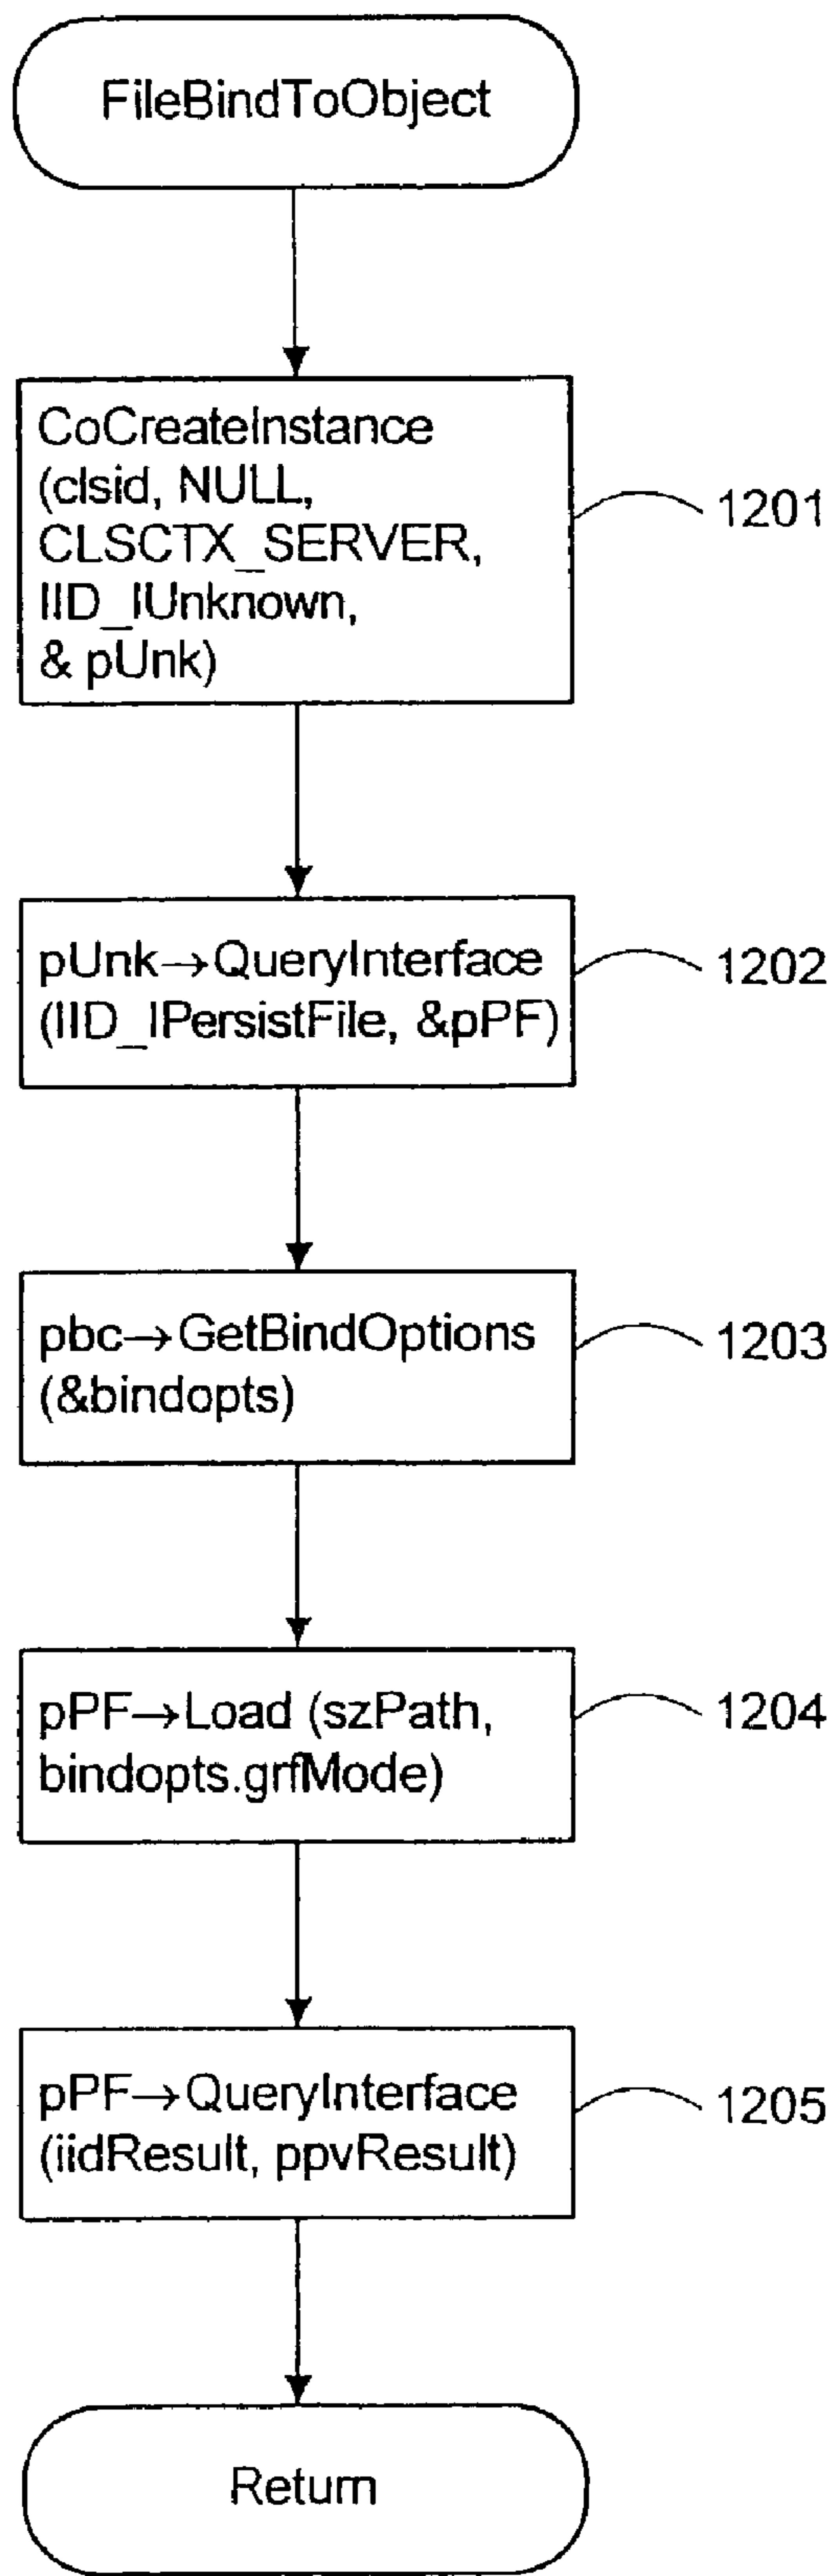 FileBindToObject
CoCreateInstance
(clsid, NULL,
CLSCTX_SERVER,
IID_IUnknown,
& pUnk)
1201
pUnk→QueryInterface
(IID_IPersistFile, &pPF)
1202
pbc→GetBindOptions
(&bindopts)
1203
pPF→Load (szPath,
bindopts.grfMode)
1204
pPF→QueryInterface
(iidResult, ppvResult)
1205
Return